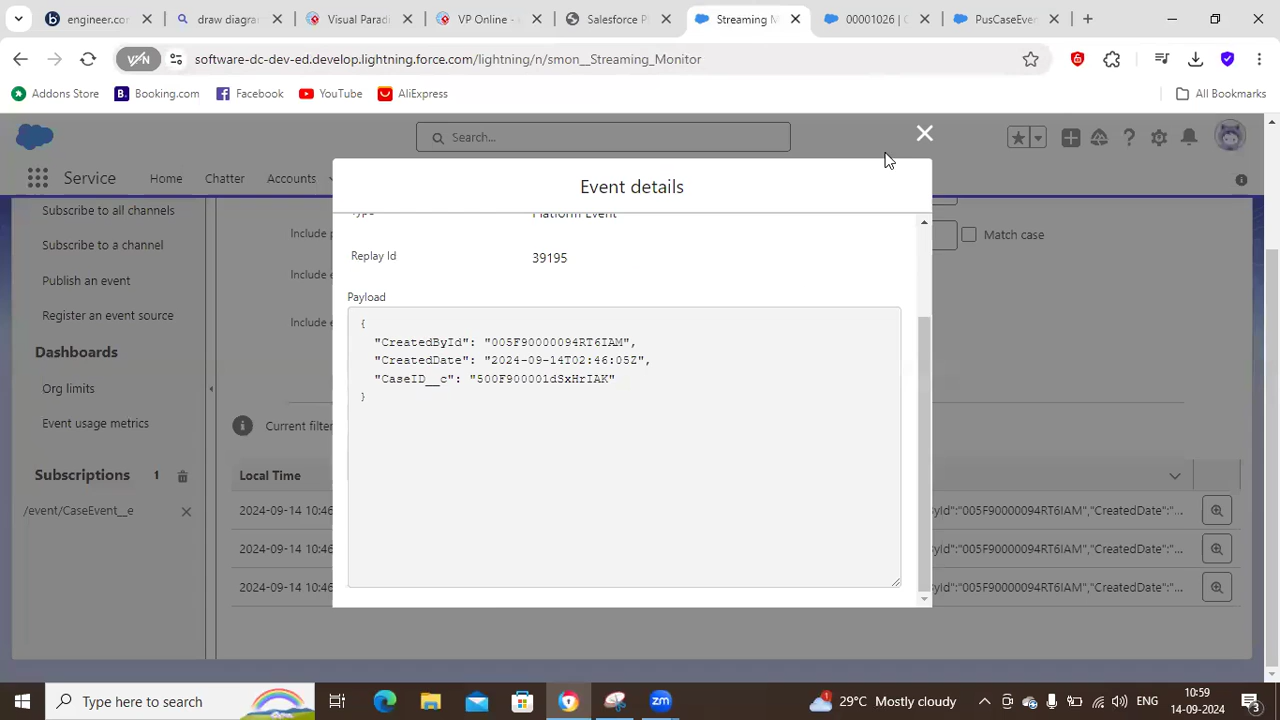 engineer.co
draw diagra
Visual Paradi
VP Online -
Salesforce P
Streaming M
00001026 | C
PusCaseEven
software-dc-dev-ed.develop.lightning.force.com/lightning/n/smon__Streaming_Monitor
Addons Store
Booking.com
Facebook
YouTube
AliExpress
All Bookmarks
Search...
Service
Home
Chatter
Accounts
Event details
Subscribe to all channels
Type
Platform Event
Include p
Match case
Subscribe to a channel
Replay Id
39195
Include e
Publish an event
Payload
Register an event source
Include e
{
"CreatedById": "005F90000094RT6IAM",
"CreatedDate": "2024-09-14T02:46:05Z",
"CaseID__c": "500F900001dSxHrIAK"
}
Dashboards
Org limits
Event usage metrics
Current filter
Subscriptions 1
Local Time
/event/CaseEvent__e
2024-09-14 10:46
yId":"005F90000094RT6IAM","CreatedDate":"...
2024-09-14 10:46
yId":"005F90000094RT6IAM","CreatedDate":"...
2024-09-14 10:46
yId":"005F90000094RT6IAM","CreatedDate":"...
Type here to search
zm
1
29°C Mostly cloudy
ENG
10:59
14-09-2024
3